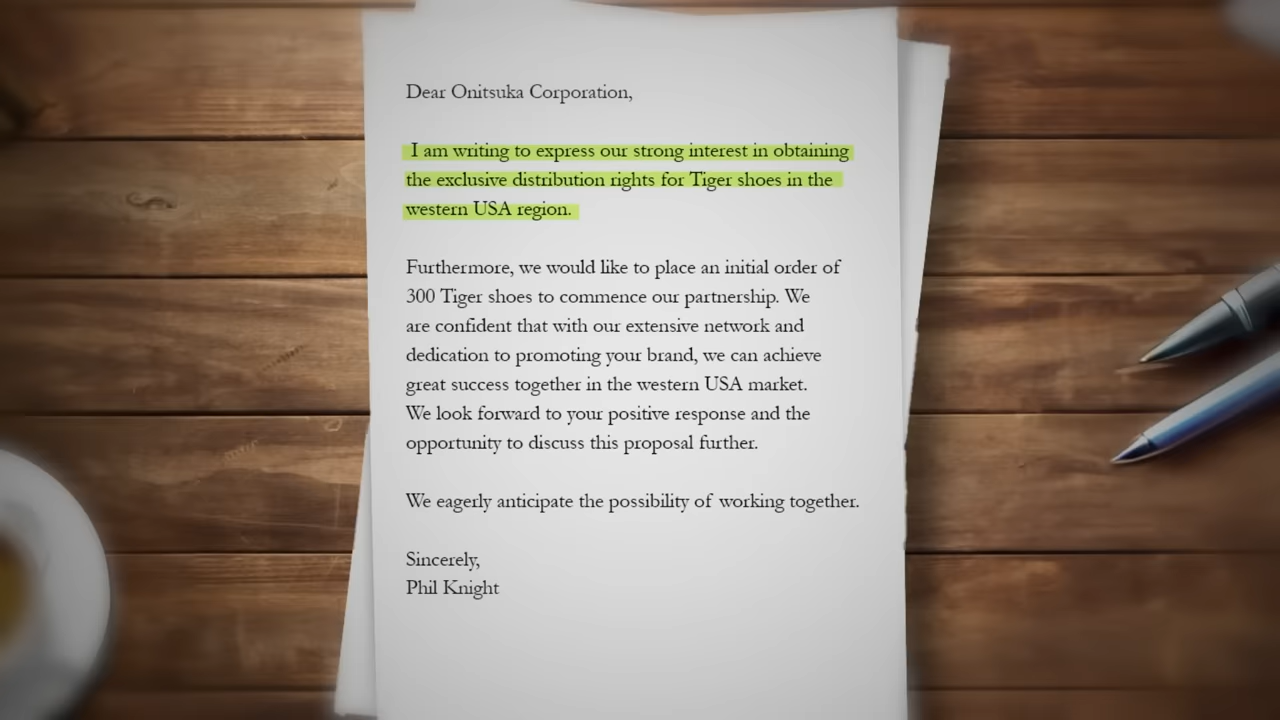 Dear Onitsuka Corporation,
I am writing to express our strong interest in obtaining
the exclusive distribution rights for Tiger shoes in the
western USA region.
Furthermore, we would like to place an initial order of
300 Tiger shoes to commence our partnership. We
are confident that with our extensive network and
dedication to promoting your brand, we can achieve
great success together in the western USA market.
We look forward to your positive response and the
opportunity to discuss this proposal further.
We eagerly anticipate the possibility of working together.
Sincerely,
Phil Knight